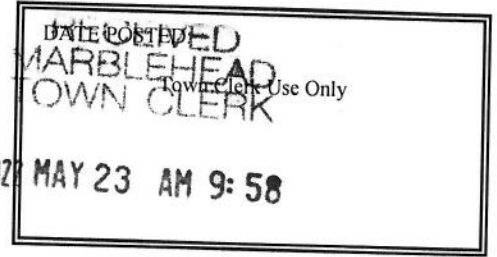 DATE POSTED:
RECEIVED
MARBLEHEAD
Town Clerk Use Only
TOWN CLERK
MAY 23 AM 9:58